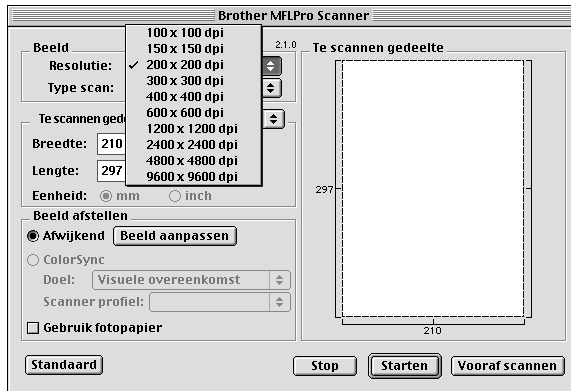 Brother MFLPro Scanner
Beeld
2.1.0
Resolutie:
Type scan:
100 x 100 dpi
150 x 150 dpi
✓ 200 x 200 dpi
300 x 300 dpi
400 x 400 dpi
600 x 600 dpi
1200 x 1200 dpi
2400 x 2400 dpi
4800 x 4800 dpi
9600 x 9600 dpi
Te scannen
Breedte: 210
Lengte: 297
Eenheid: mm inch
Beeld afstellen
Afwijkend Beeld aanpassen
ColorSync
Doel: Visuele overeenkomst
Scanner profiel:
Gebruik fotopapier
Te scannen gedeelte
297
210
Standaard Stop Starten Vooraf scannen